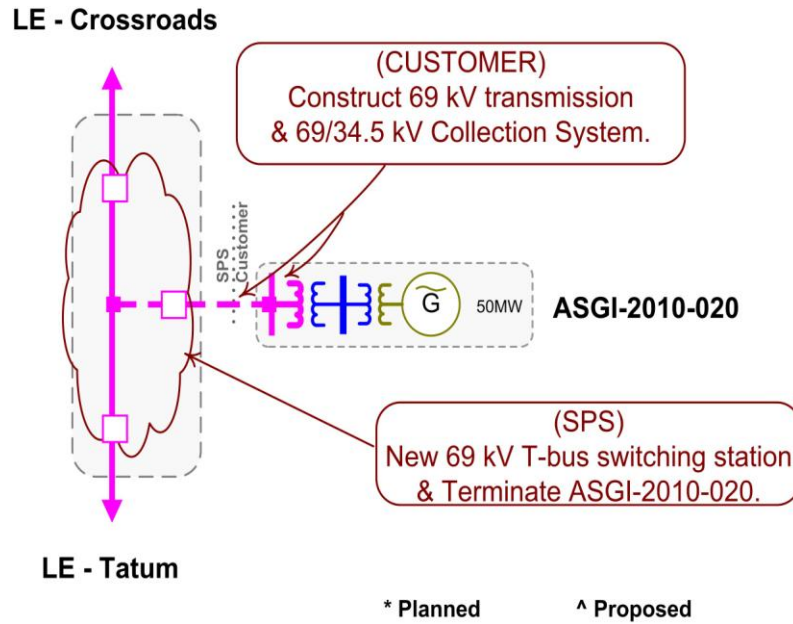 LE - Crossroads
(CUSTOMER)
Construct 69 kV transmission
& 69/34.5 kV Collection System.
SPS
Customer
G
50MW
ASGI-2010-020
(SPS)
New 69 kV T-bus switching station
& Terminate ASGI-2010-020.
LE - Tatum
* Planned
^ Proposed